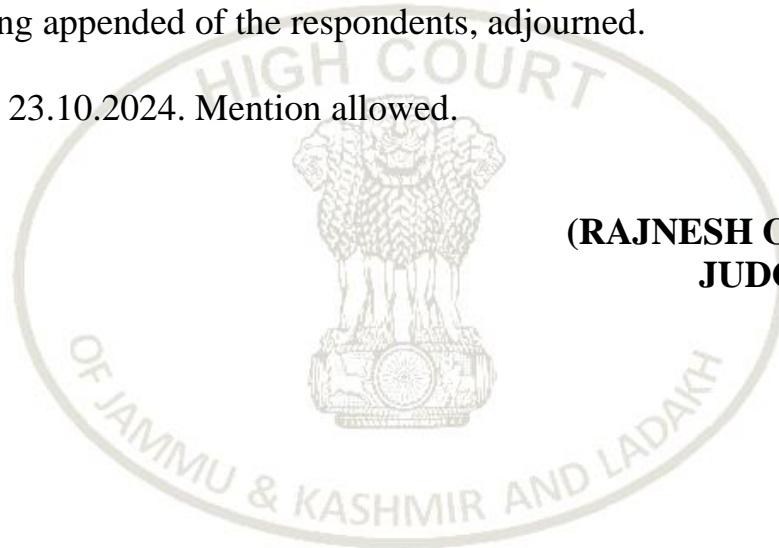 ng appended of the respondents, adjourned.
23.10.2024. Mention allowed.
(RAJNESH
HIGH COURT
OF JAMMU & KASHMIR AND LADAKH